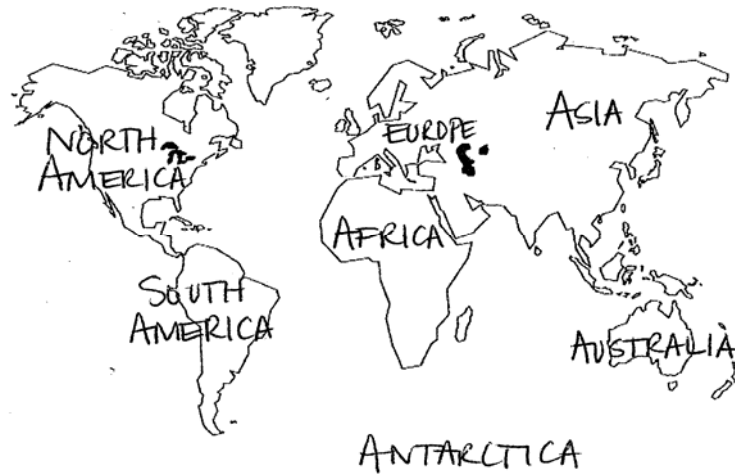 NORTH
AMERICA
EUROPE
ASIA
AFRICA
SOUTH
AMERICA
AUSTRALIA
ANTARCTICA